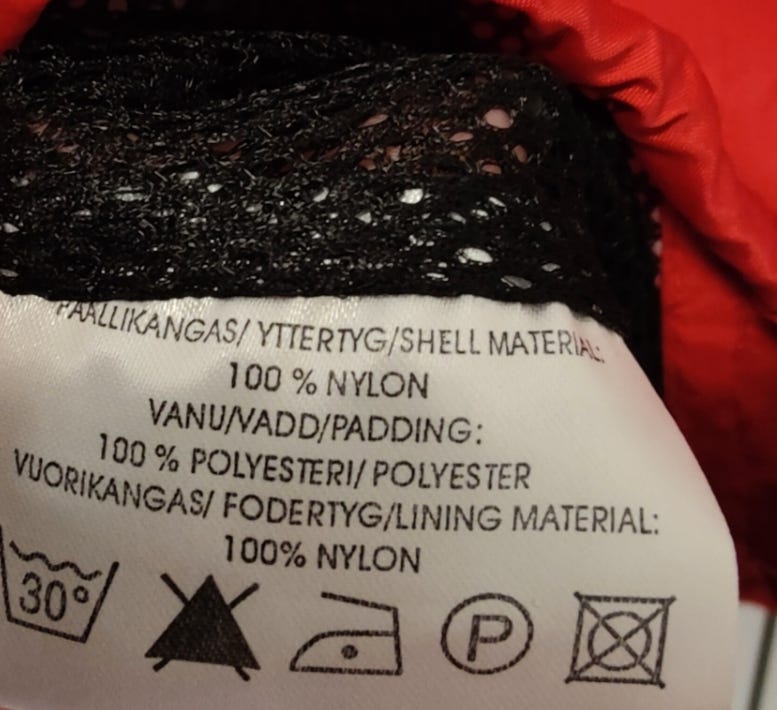 PÄÄLLIKANGAS/ YTTERTYG/SHELL MATERIAL:
100 % NYLON
VANU/VADD/PADDING:
100 % POLYESTERI/ POLYESTER
VUORIKANGAS/ FODERTYG/LINING MATERIAL:
100% NYLON
30° P